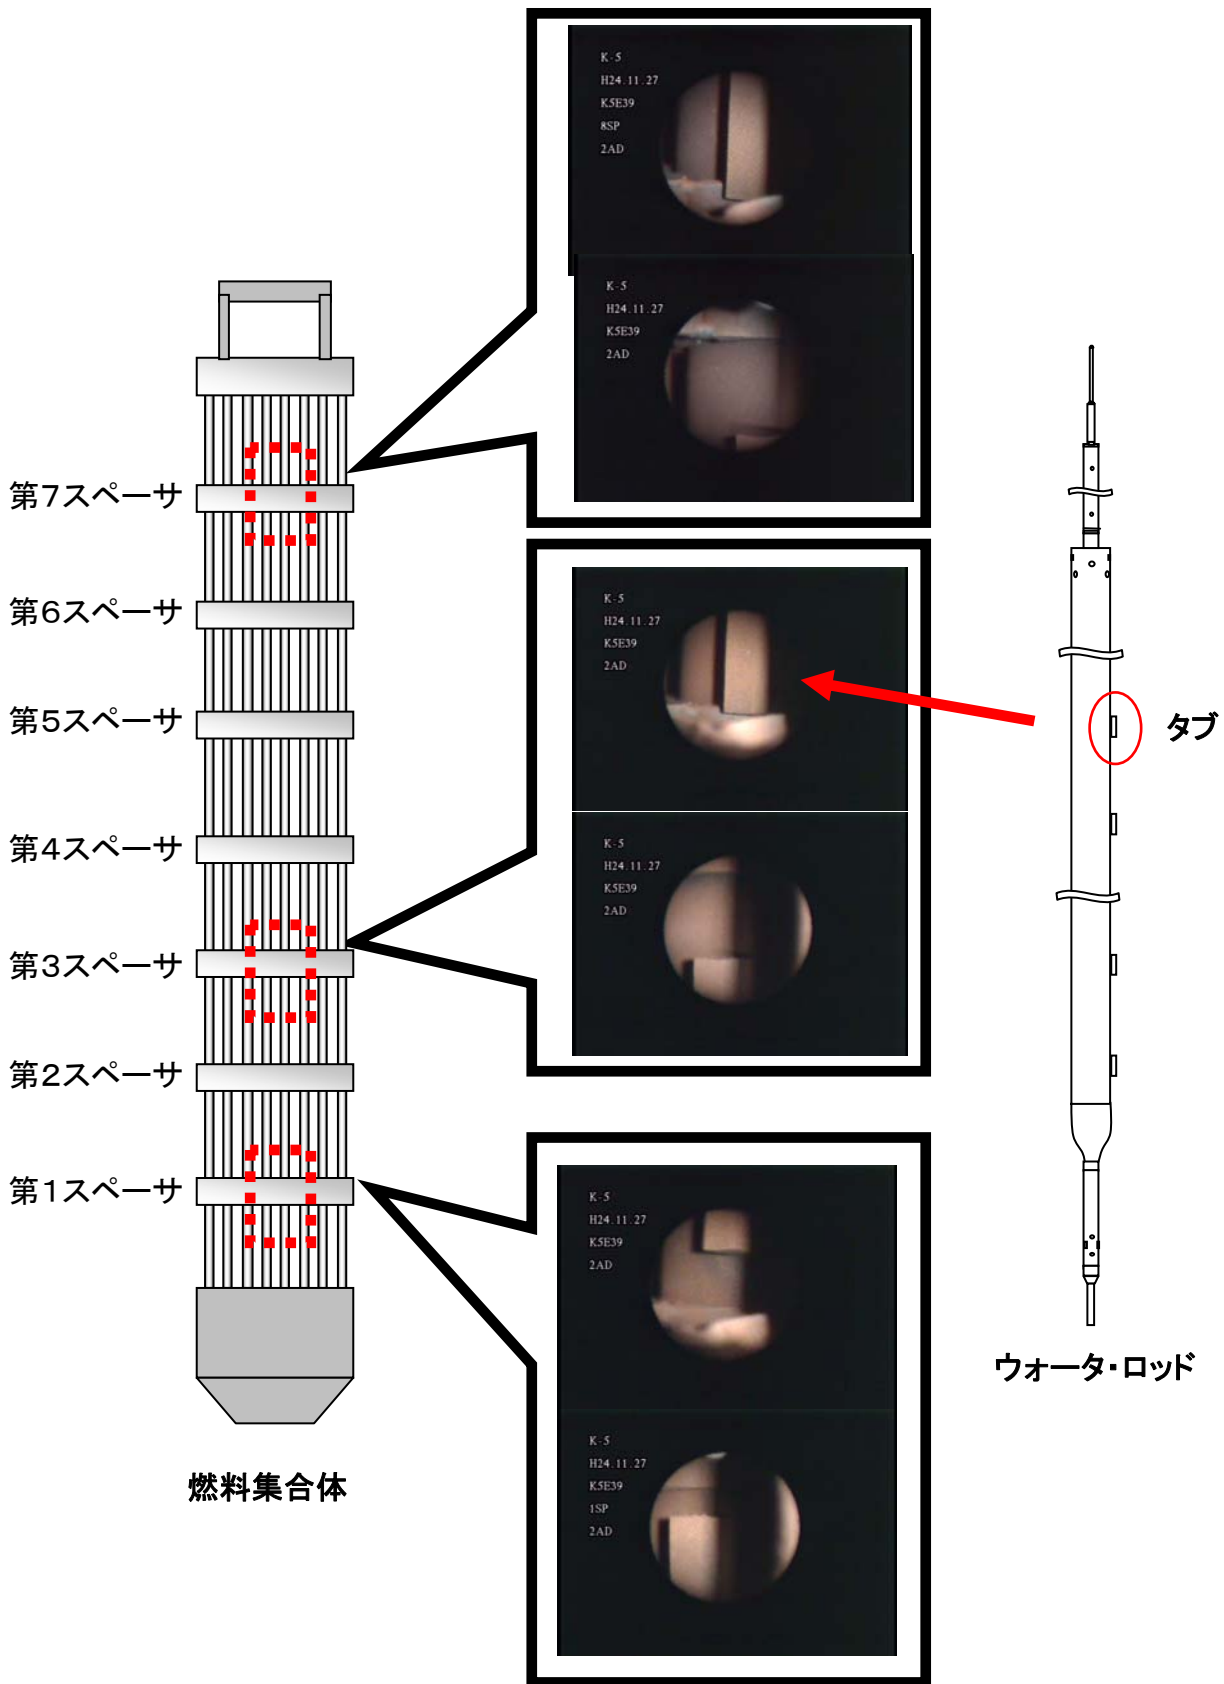 K-5
H24.11.27
K5E39
8SP
2AD
K-5
H24.11.27
K5E39
2AD
第7スペーサ
第6スペーサ
第5スペーサ
第4スペーサ
第3スペーサ
第2スペーサ
第1スペーサ
燃料集合体
K-5
H24.11.27
K5E39
2AD
K-5
H24.11.27
K5E39
2AD
K-5
H24.11.27
K5E39
2AD
K-5
H24.11.27
K5E39
1SP
2AD
タブ
ウォータ・ロッド